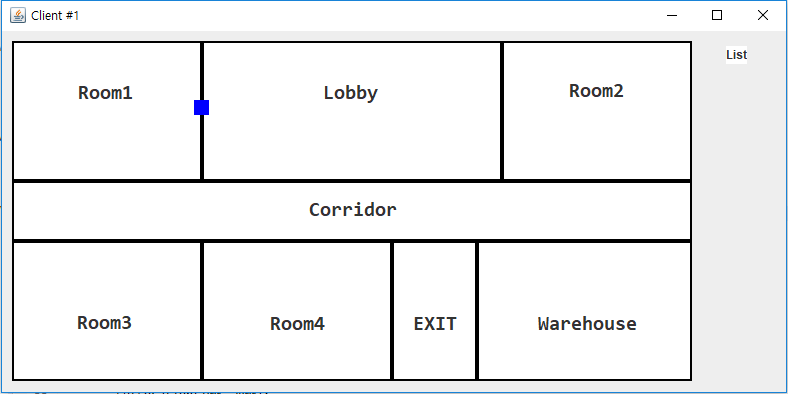 Client #1
List
Room1
Lobby
Room2
Corridor
Room3
Room4
EXIT
Warehouse